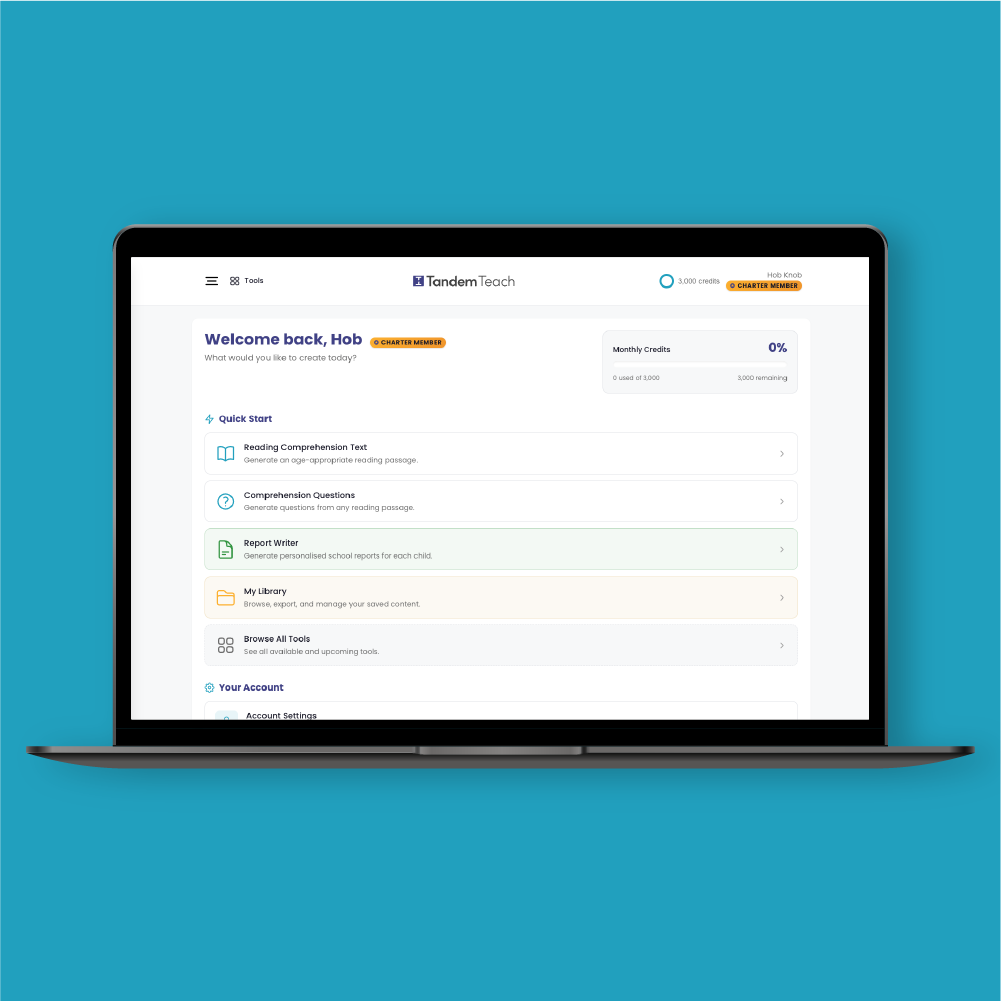 Tools
TandemTeach
3,000 credits
Hob Knob
CHARTER MEMBER
Welcome back, Hob
CHARTER MEMBER
What would you like to create today?
Monthly Credits
0%
0 used of 3,000
3,000 remaining
Quick Start
Reading Comprehension Text
Generate an age-appropriate reading passage.
Comprehension Questions
Generate questions from any reading passage.
Report Writer
Generate personalised school reports for each child.
My Library
Browse, export, and manage your saved content.
Browse All Tools
See all available and upcoming tools.
Your Account
Account Settings